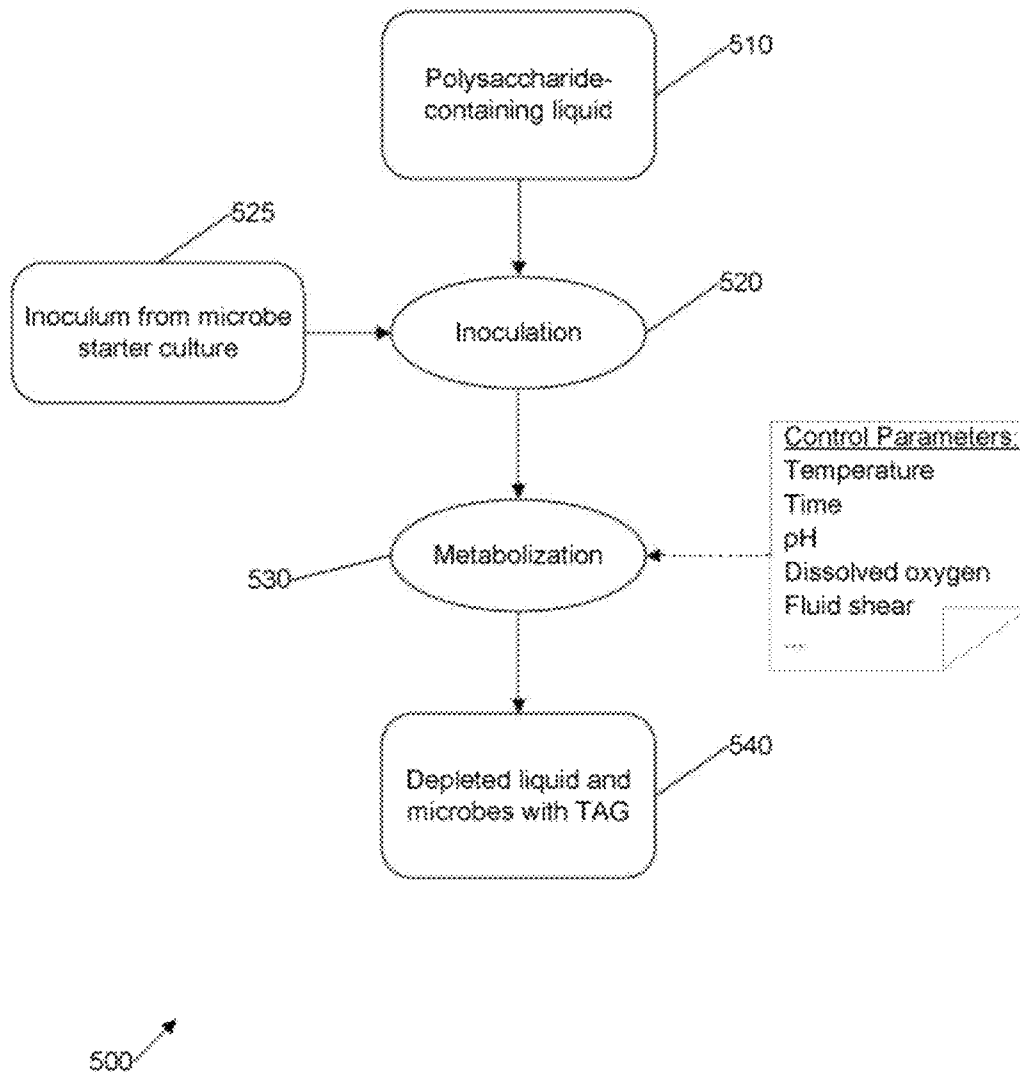 510
Polysaccharide-
containing liquid
525
520
Inoculum from microbe
starter culture
Inoculation
Control Parameters:
Temperature
Time
pH
Dissolved oxygen
Fluid shear
...
Metabolization
530
540
Depleted liquid and
microbes with TAG
500